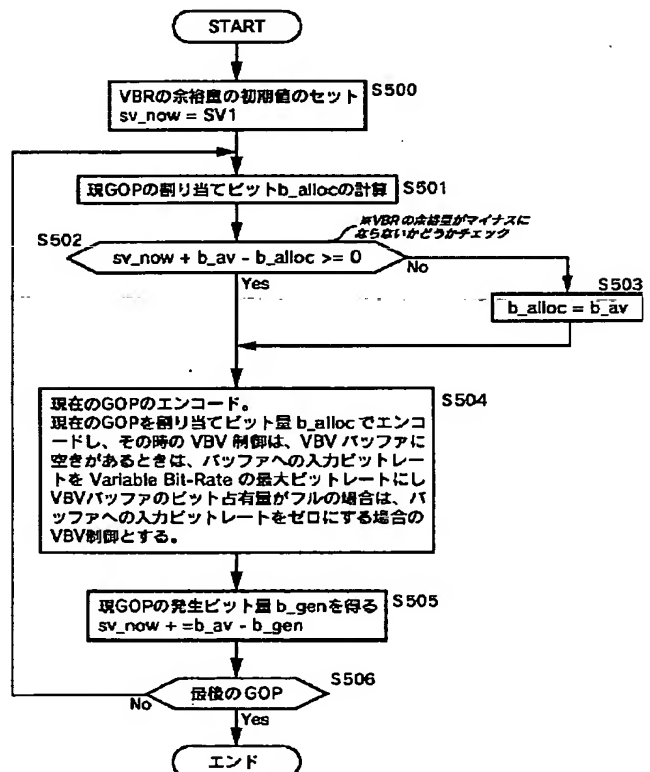 START
VBRの余裕量の初期値のセット
sv_now = SV1
S500
現GOPの割り当てビットb_allocの計算
S501
※VBRの余裕量がマイナスに
ならないかどうかチェック
S502
sv_now + b_av - b_alloc >= 0
No
Yes
S503
b_alloc = b_av
現在のGOPのエンコード。
S504
現在のGOPを割り当てビット量 b_alloc でエンコ
ードし、その時の VBV 制御は、VBV バッファに
空きがあるときは、バッファへの入力ビットレー
トを Variable Bit-Rate の最大ビットレートにし
VBVバッファのビット占有量がフルの場合は、バ
ッファへの入力ビットレートをゼロにする場合の
VBV制御とする。
現GOPの発生ビット量 b_genを得る
sv_now + =b_av - b_gen
S505
最後の GOP
S506
No
Yes
エンド